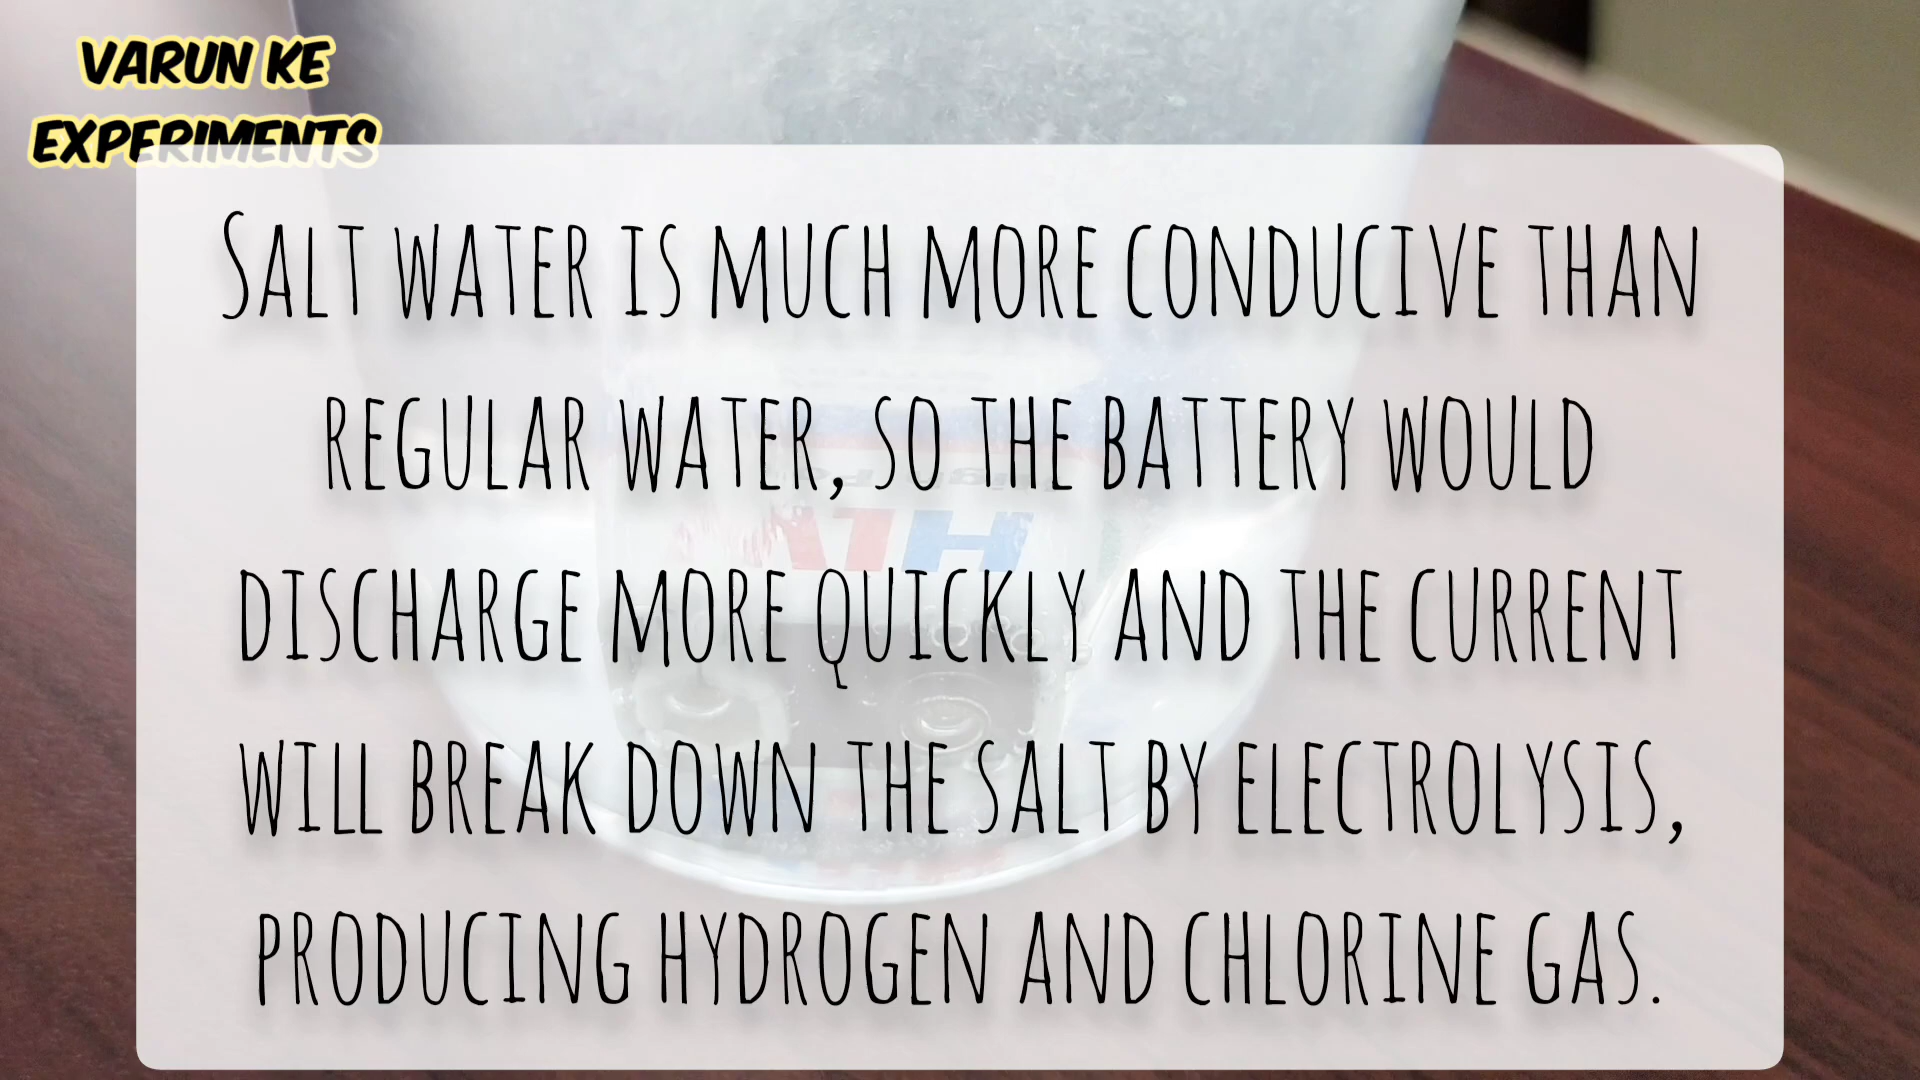 VARUN KE
EXPERIMENTS
SALT WATER IS MUCH MORE CONDUCIVE THAN
REGULAR WATER, SO THE BATTERY WOULD
DISCHARGE MORE QUICKLY AND THE CURRENT
WILL BREAK DOWN THE SALT BY ELECTROLYSIS,
PRODUCING HYDROGEN AND CHLORINE GAS.